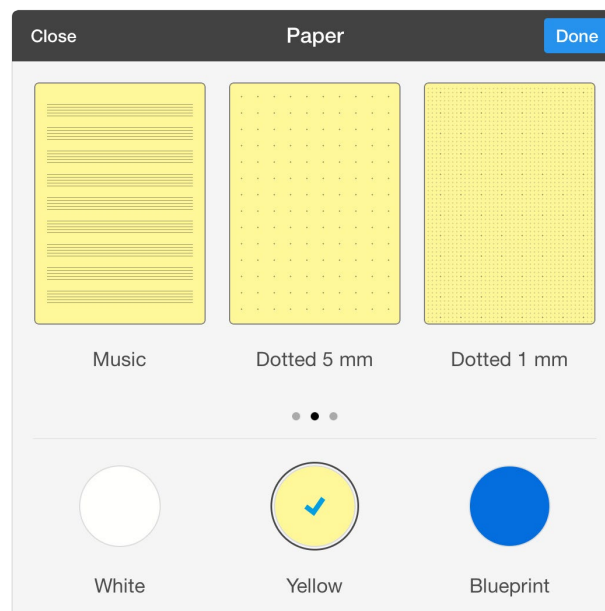 Close Paper Done
Music Dotted 5 mm Dotted 1 mm
White Yellow Blueprint